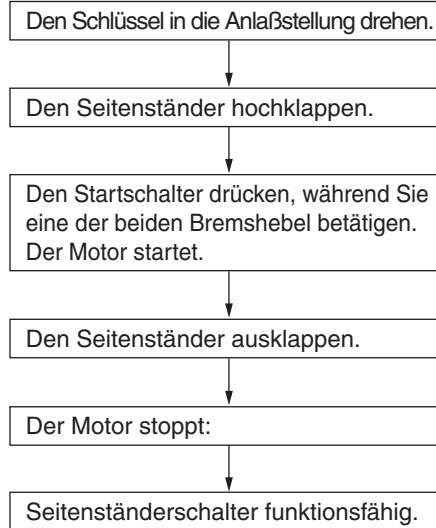 Den Schlüssel in die Anlaßstellung drehen.
Den Seitenständer hochklappen.
Den Startschalter drücken, während Sie
eine der beiden Bremshebel betätigen.
Der Motor startet.
Den Seitenständer ausklappen.
Der Motor stoppt:
Seitenständerschalter funktionsfähig.